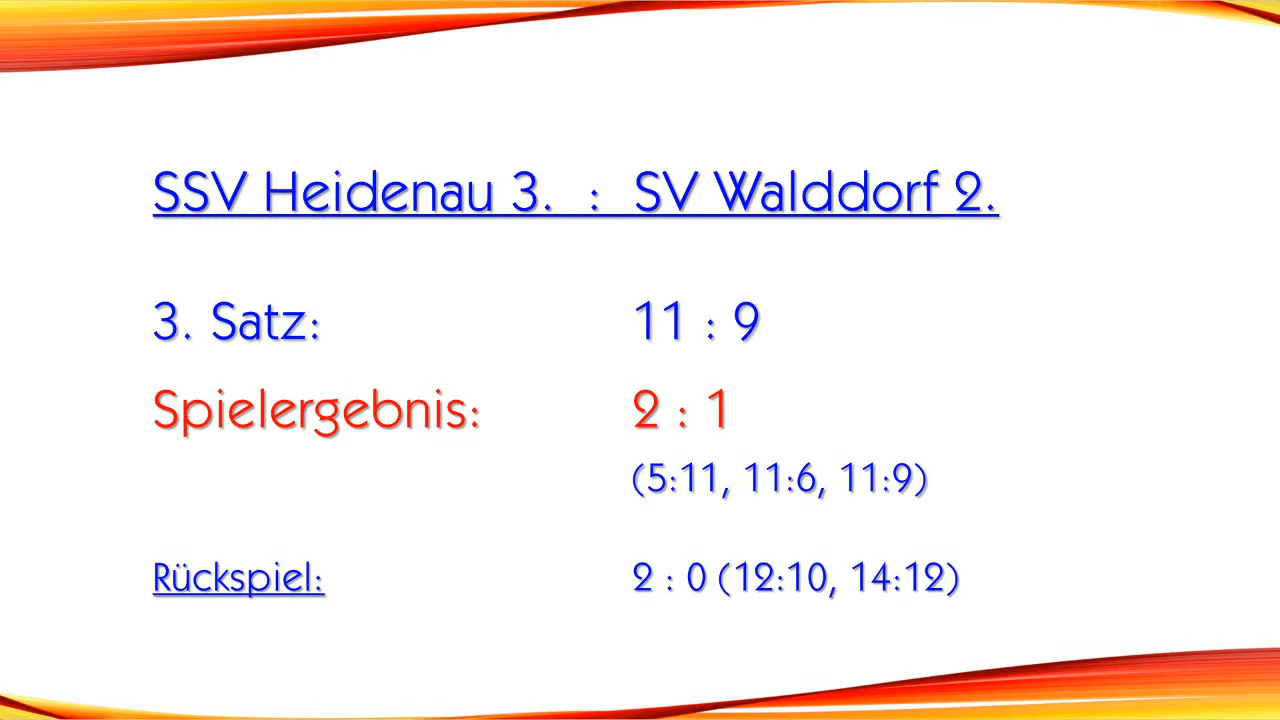 SSV Heidenau 3. : SV Walddorf 2.
3. Satz: 11 : 9
Spielergebnis: 2 : 1
(5:11, 11:6, 11:9)
Rückspiel: 2 : 0 (12:10, 14:12)